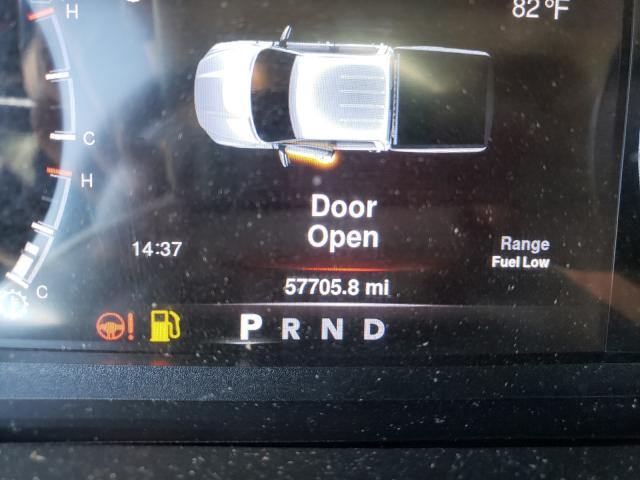 H
82°F
C
H
Door
Open
14:37
Range
Fuel Low
57705.8 mi
C
! P R N D